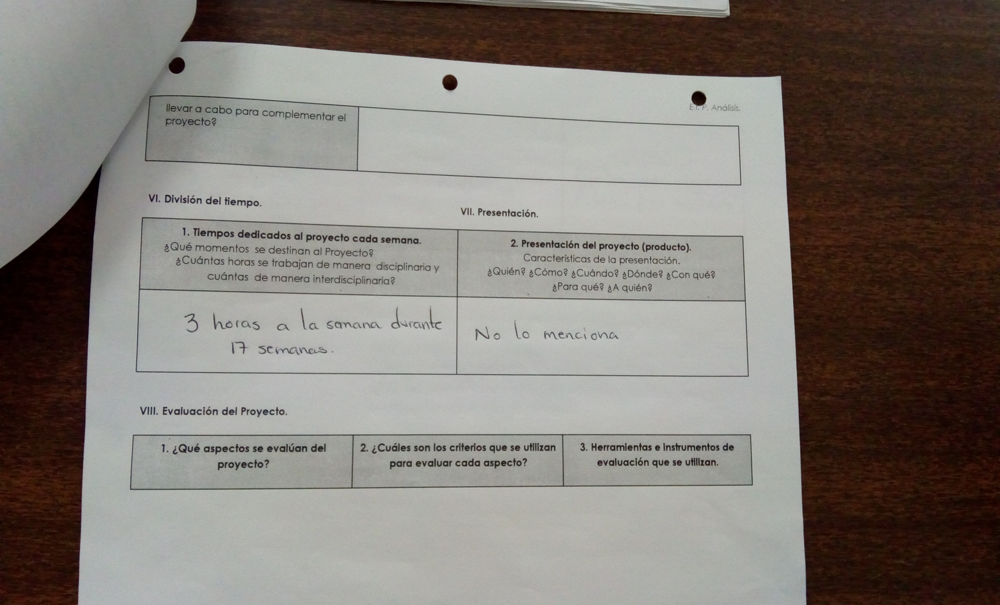 E.I. P. Análisis.
llevar a cabo para complementar el
proyecto?
VI. División del tiempo.
VII. Presentación.
1. Tiempos dedicados al proyecto cada semana.
¿Qué momentos se destinan al Proyecto?
¿Cuántas horas se trabajan de manera disciplinaria y
cuántas de manera interdisciplinaria?
2. Presentación del proyecto (producto).
Características de la presentación.
¿Quién? ¿Cómo? ¿Cuándo? ¿Dónde? ¿Con qué?
¿Para qué? ¿A quién?
3 horas a la semana durante
17 semanas.
No lo menciona
VIII. Evaluación del Proyecto.
1. ¿Qué aspectos se evalúan del
proyecto?
2. ¿Cuáles son los criterios que se utilizan
para evaluar cada aspecto?
3. Herramientas e instrumentos de
evaluación que se utilizan.